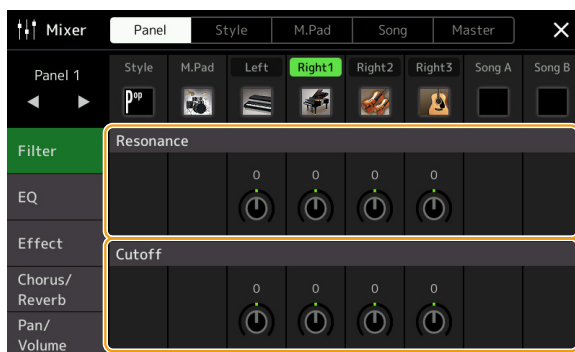 Mixer
Panel Style M.Pad Song Master
Panel 1
Style M.Pad Left Right1 Right2 Right3 Song A Song B
Pop
Filter
Resonance
0 0 0 0
EQ
Effect
Cutoff
Chorus/
Reverb
0 0 0 0
Pan/
Volume